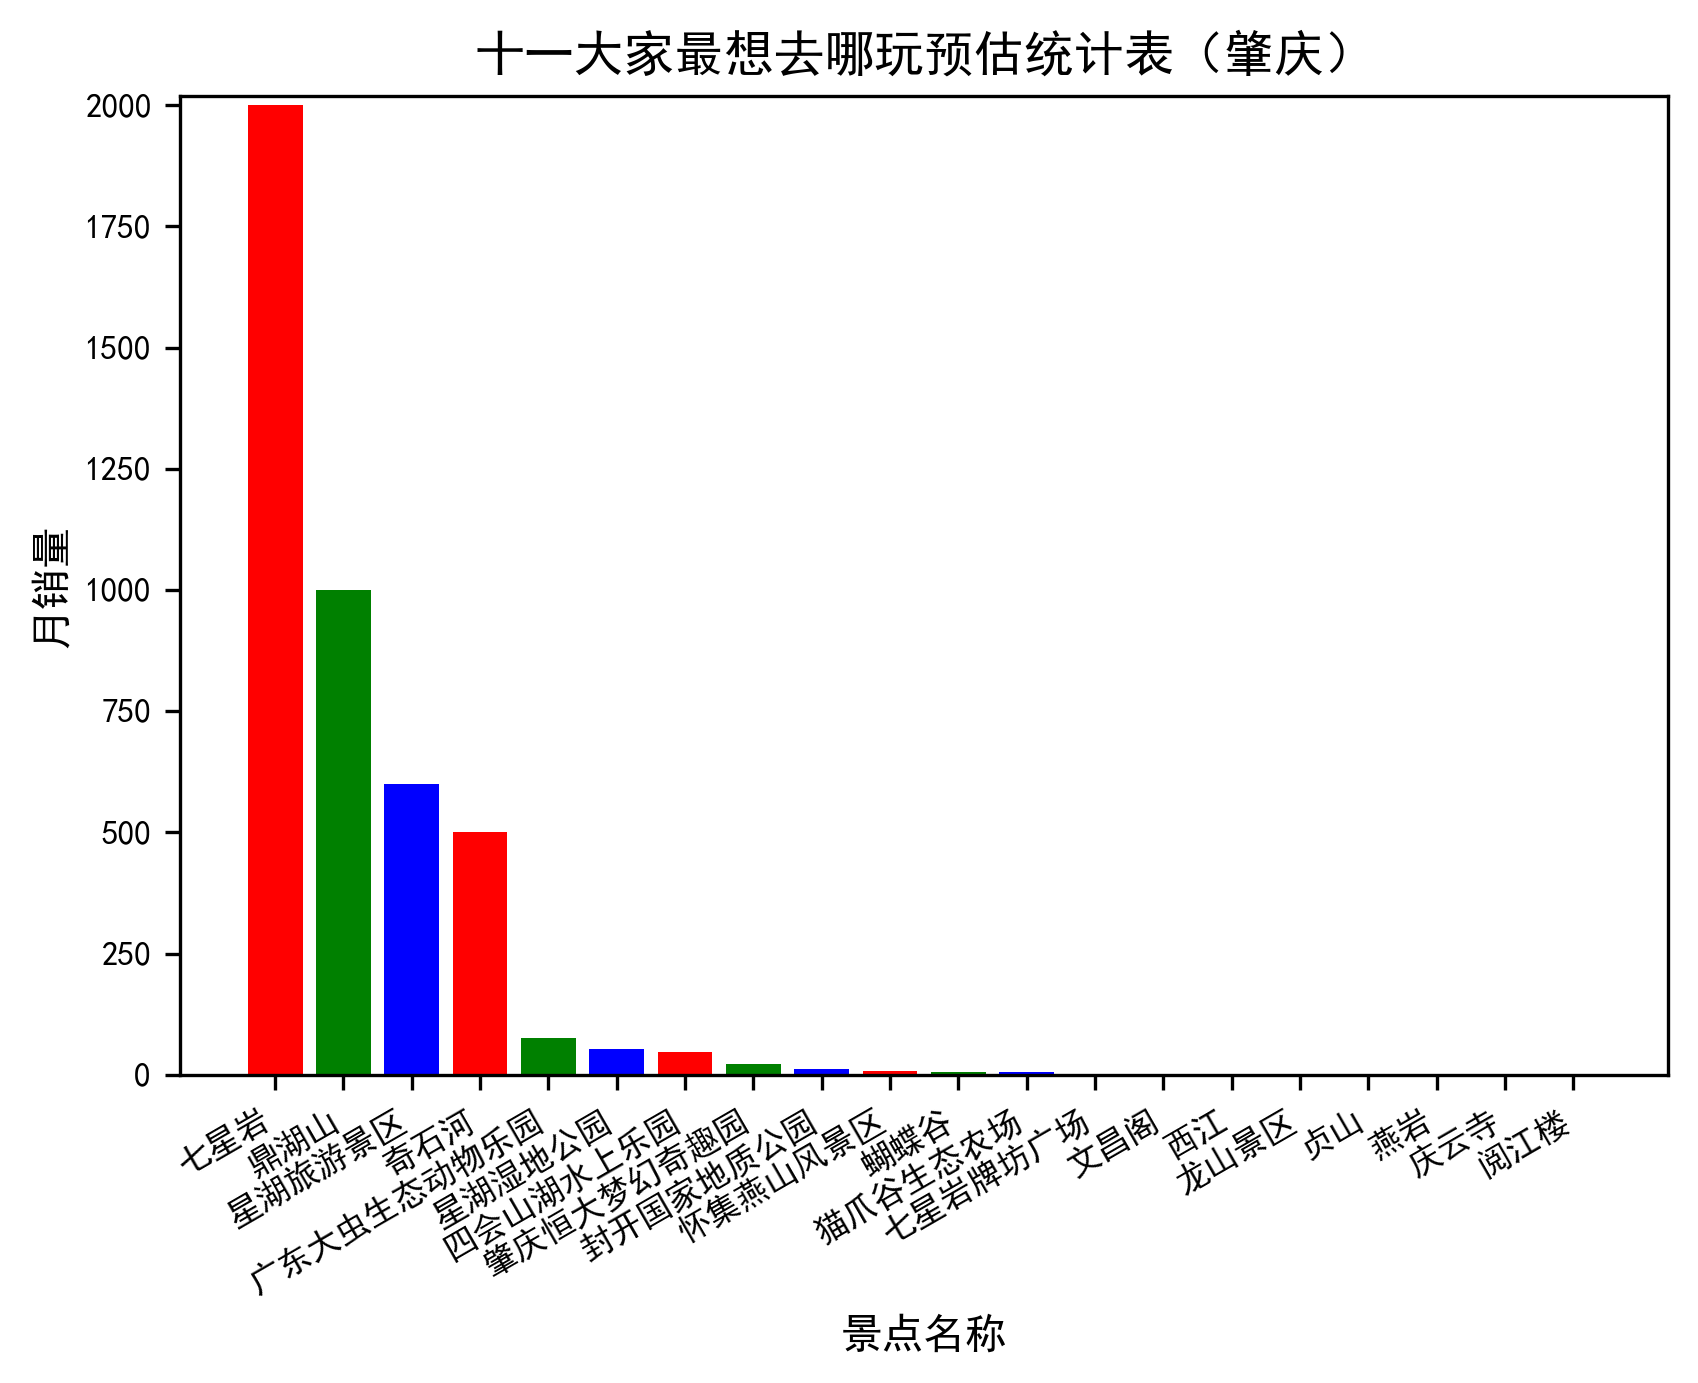 十一大家最想去哪玩预估统计表（肇庆）
2000
1750
1500
1250
1000
750
500
250
0
月销量
七星岩
鼎湖山
星湖旅游景区
奇石河
广东大虫生态动物乐园
星湖湿地公园
四会山湖水上乐园
肇庆恒大梦幻奇趣园
封开国家地质公园
怀集燕山风景区
蝴蝶谷
猫爪谷生态农场
七星岩牌坊广场
文昌阁
西江
龙山景区
贞山
燕岩
庆云寺
阅江楼
景点名称